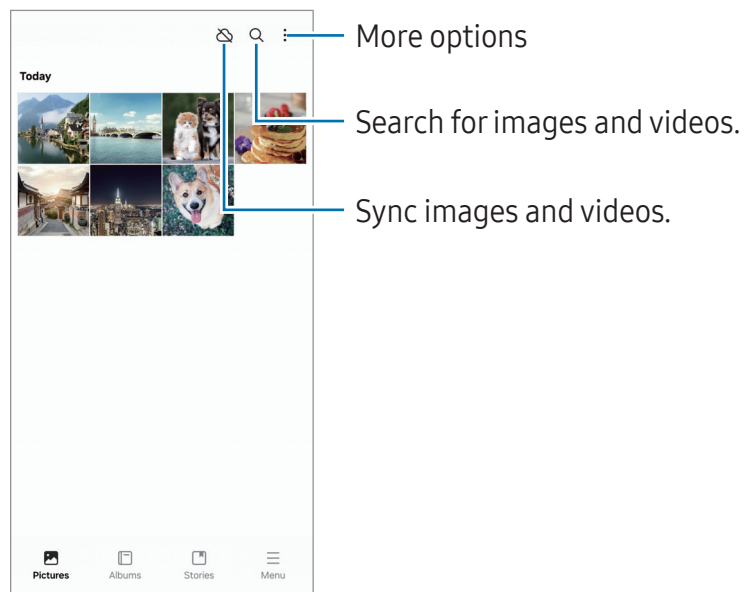 More options
Today
Search for images and videos.
Sync images and videos.
Pictures
Albums
Stories
Menu